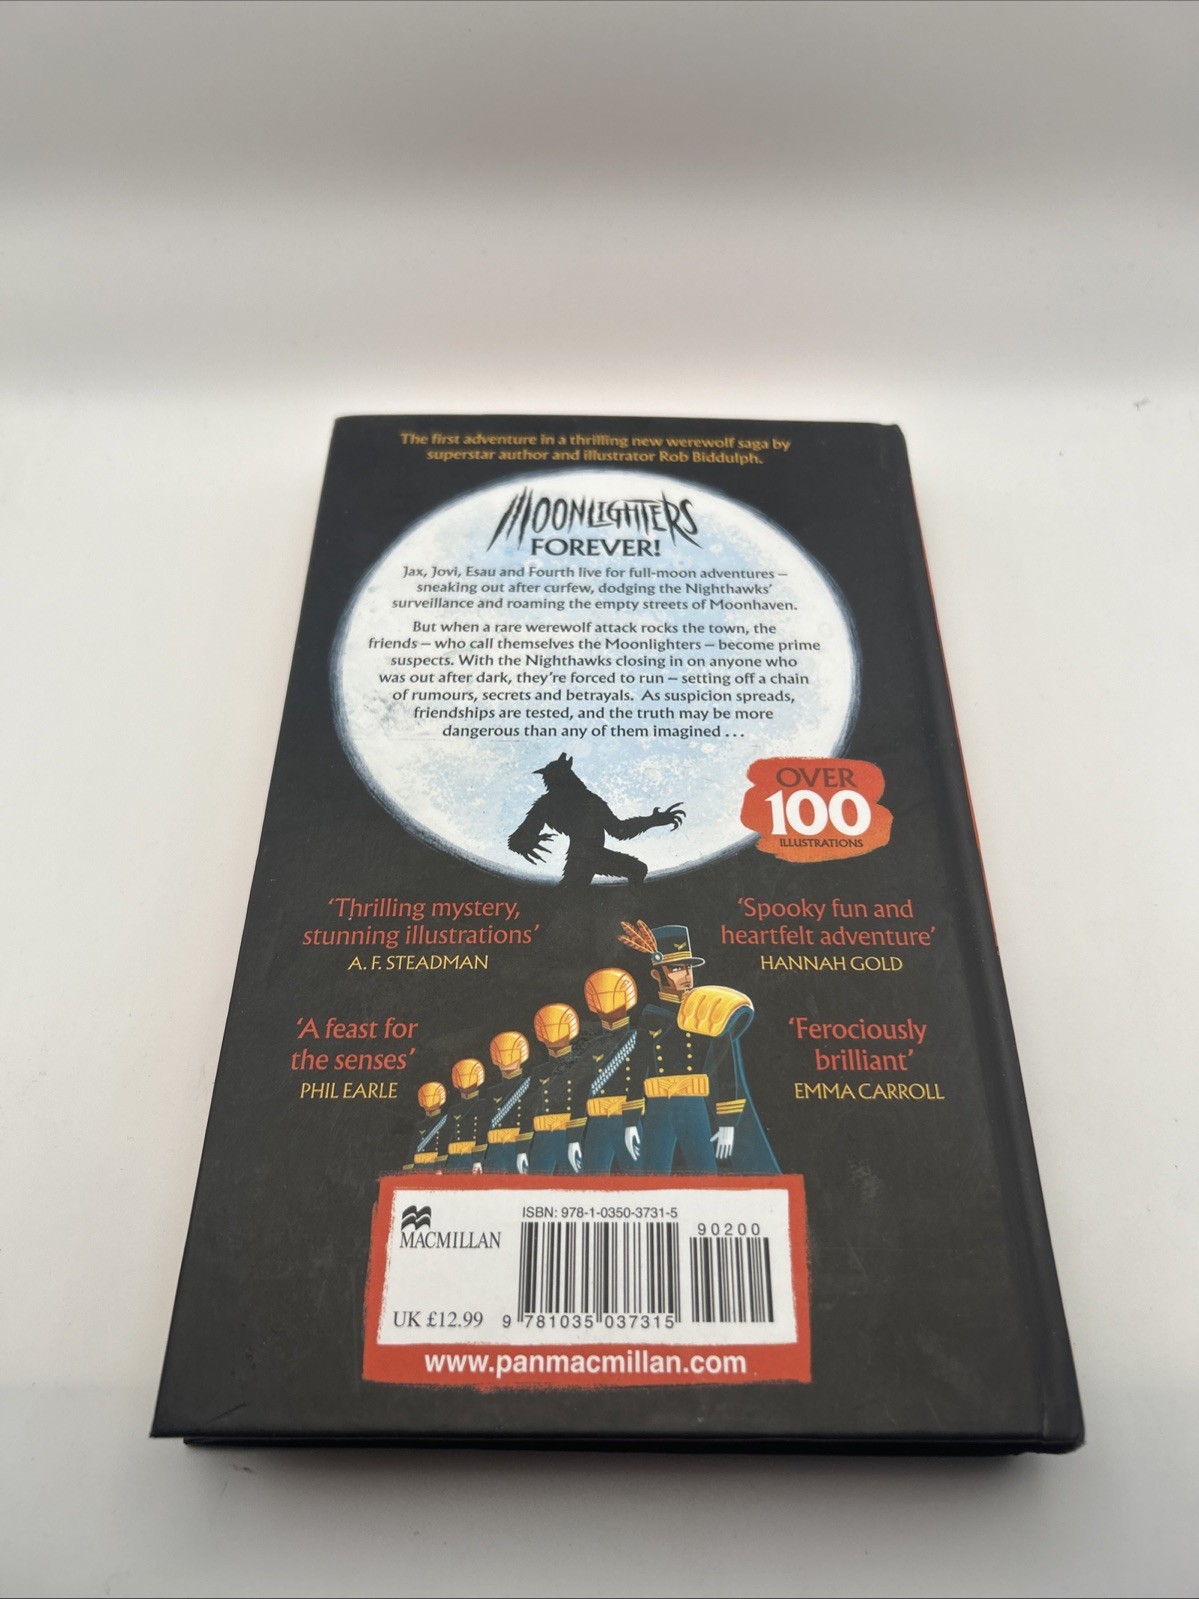 The first adventure in a thrilling new werewolf saga by
superstar author and illustrator Rob Biddulph.
MOONLIGHTERS
FOREVER!
Jax, Jovi, Esau and Fourth live for full-moon adventures –
sneaking out after curfew, dodging the Nighthawks'
surveillance and roaming the empty streets of Moonhaven.
But when a rare werewolf attack rocks the town, the
friends – who call themselves the Moonlighters – become prime
suspects. With the Nighthawks closing in on anyone who
was out after dark, they're forced to run – setting off a chain
of rumours, secrets and betrayals. As suspicion spreads,
friendships are tested, and the truth may be more
dangerous than any of them imagined ...
OVER
100
ILLUSTRATIONS
'Thrilling mystery,
stunning illustrations'
A. F. STEADMAN
'Spooky fun and
heartfelt adventure'
HANNAH GOLD
'A feast for
the senses'
PHIL EARLE
'Ferociously
brilliant'
EMMA CARROLL
MACMILLAN
UK £12.99
ISBN: 978-1-0350-3731-5
90200
9 781035 037315
www.panmacmillan.com